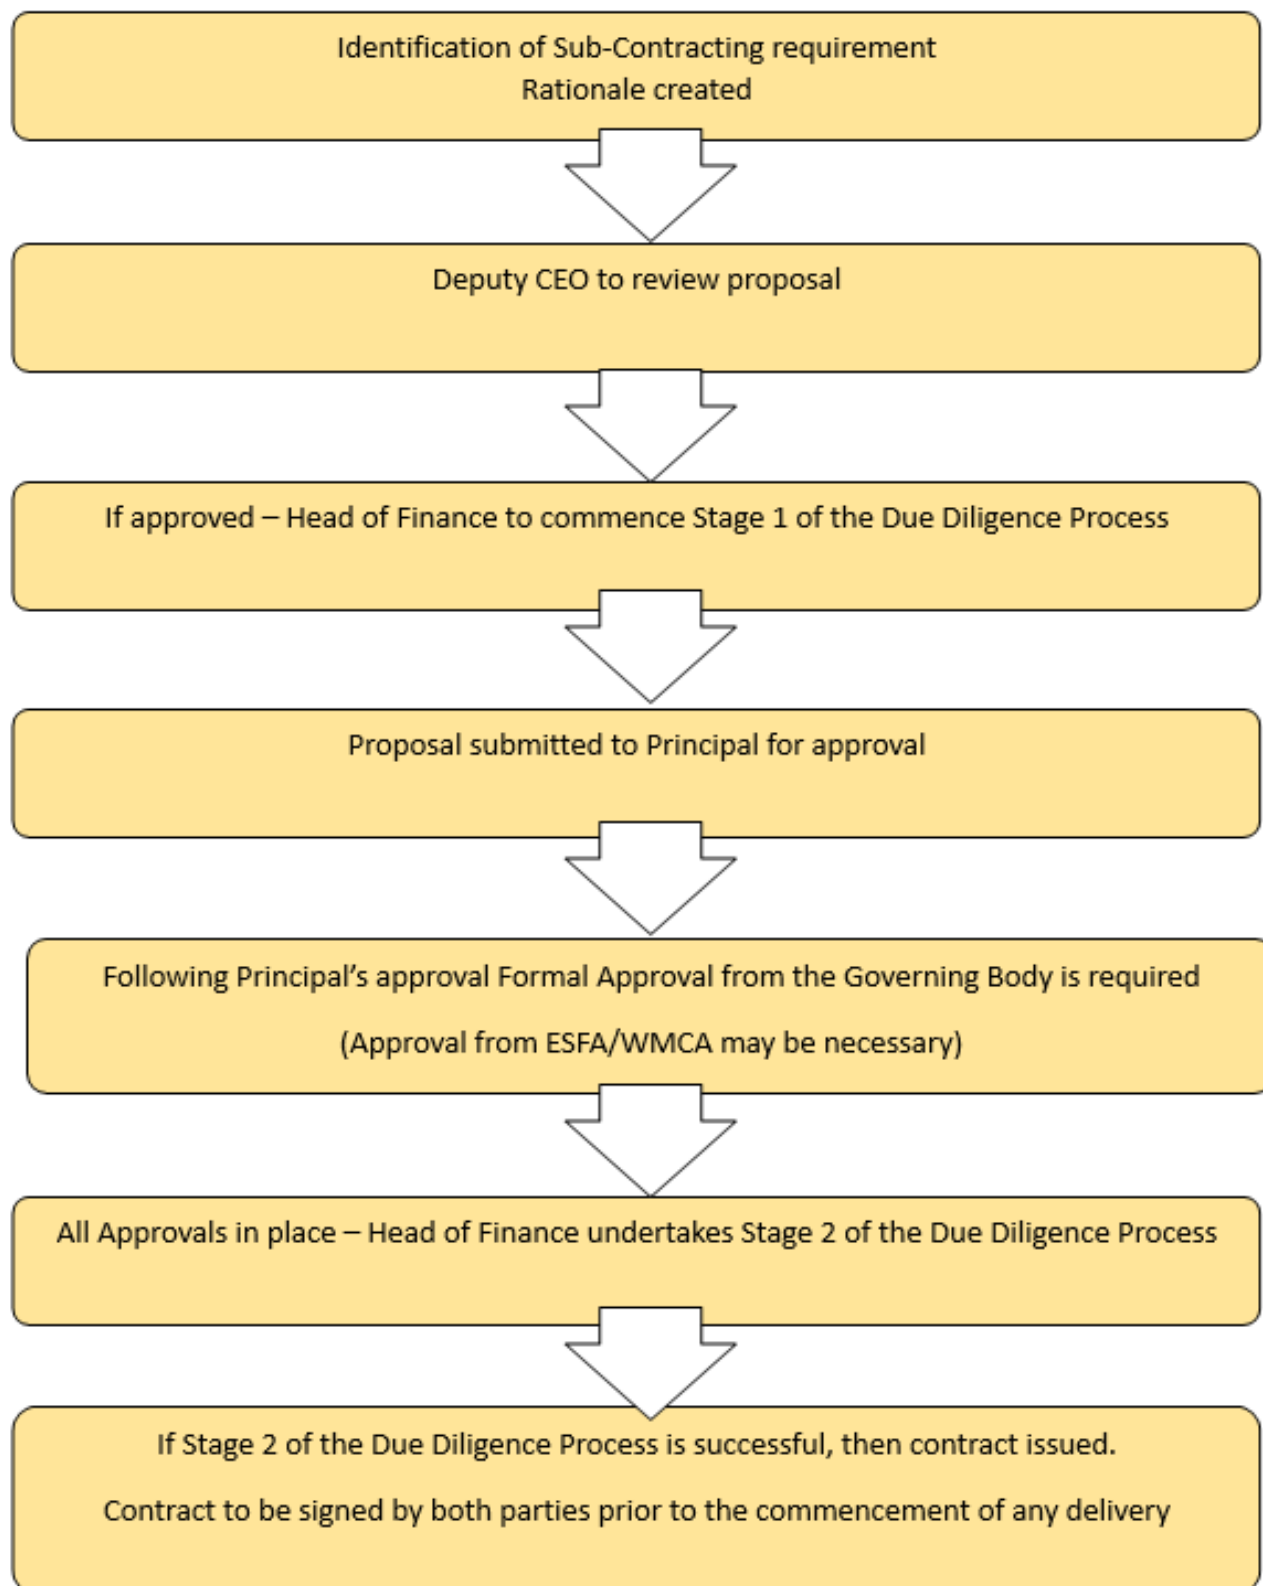 Identification of Sub-Contracting requirement
Rationale created
Deputy CEO to review proposal
If approved – Head of Finance to commence Stage 1 of the Due Diligence Process
Proposal submitted to Principal for approval
Following Principal’s approval Formal Approval from the Governing Body is required
(Approval from ESFA/WMCA may be necessary)
All Approvals in place – Head of Finance undertakes Stage 2 of the Due Diligence Process
If Stage 2 of the Due Diligence Process is successful, then contract issued.
Contract to be signed by both parties prior to the commencement of any delivery